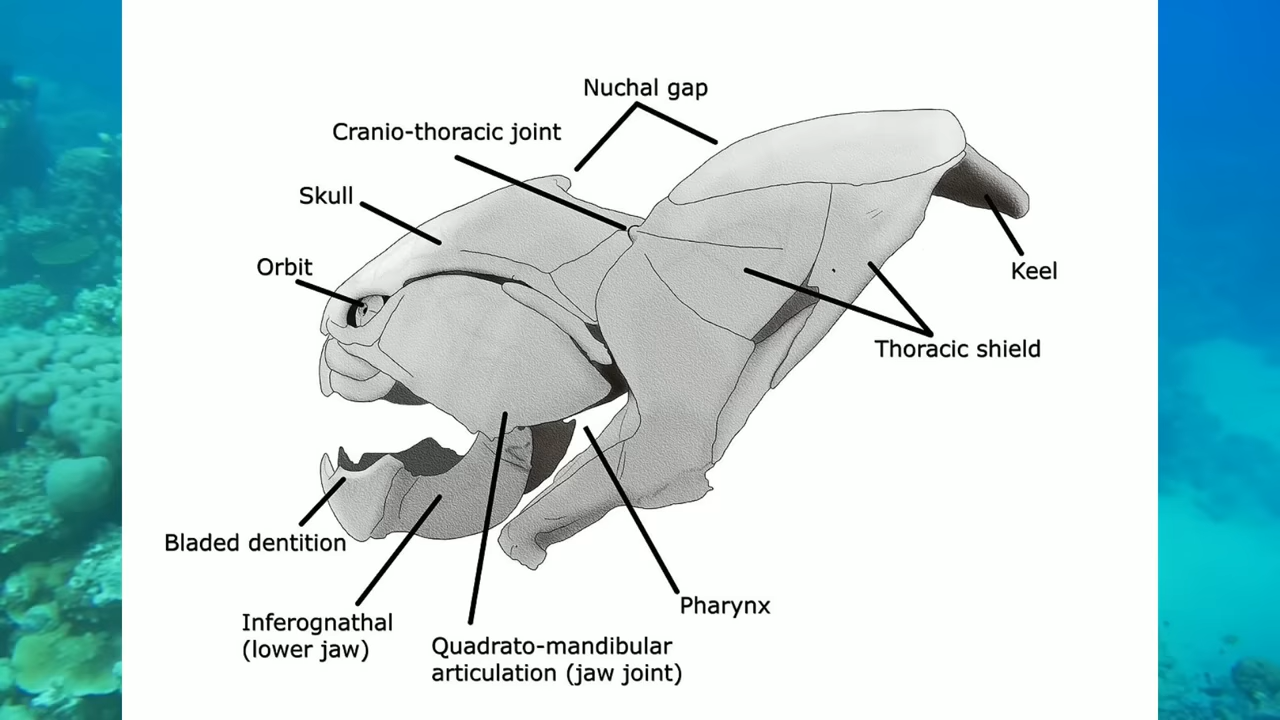 Nuchal gap
Cranio-thoracic joint
Skull
Orbit
Keel
Thoracic shield
Bladed dentition
Pharynx
Inferognathal
(lower jaw)
Quadrato-mandibular
articulation (jaw joint)